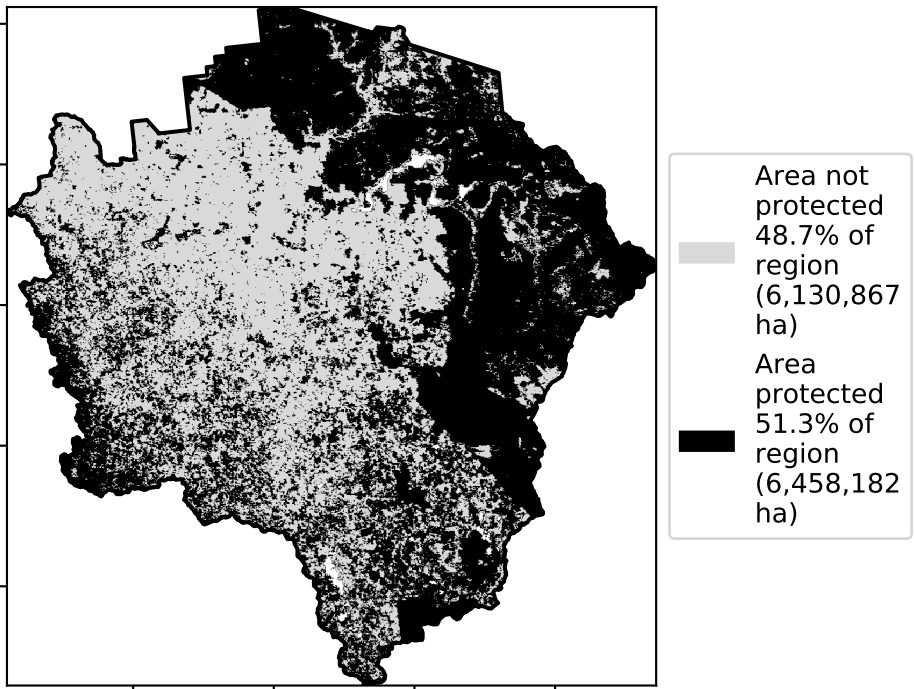 Area not
protected
48.7% of
region
(6,130,867
ha)
Area
protected
51.3% of
region
(6,458,182
ha)